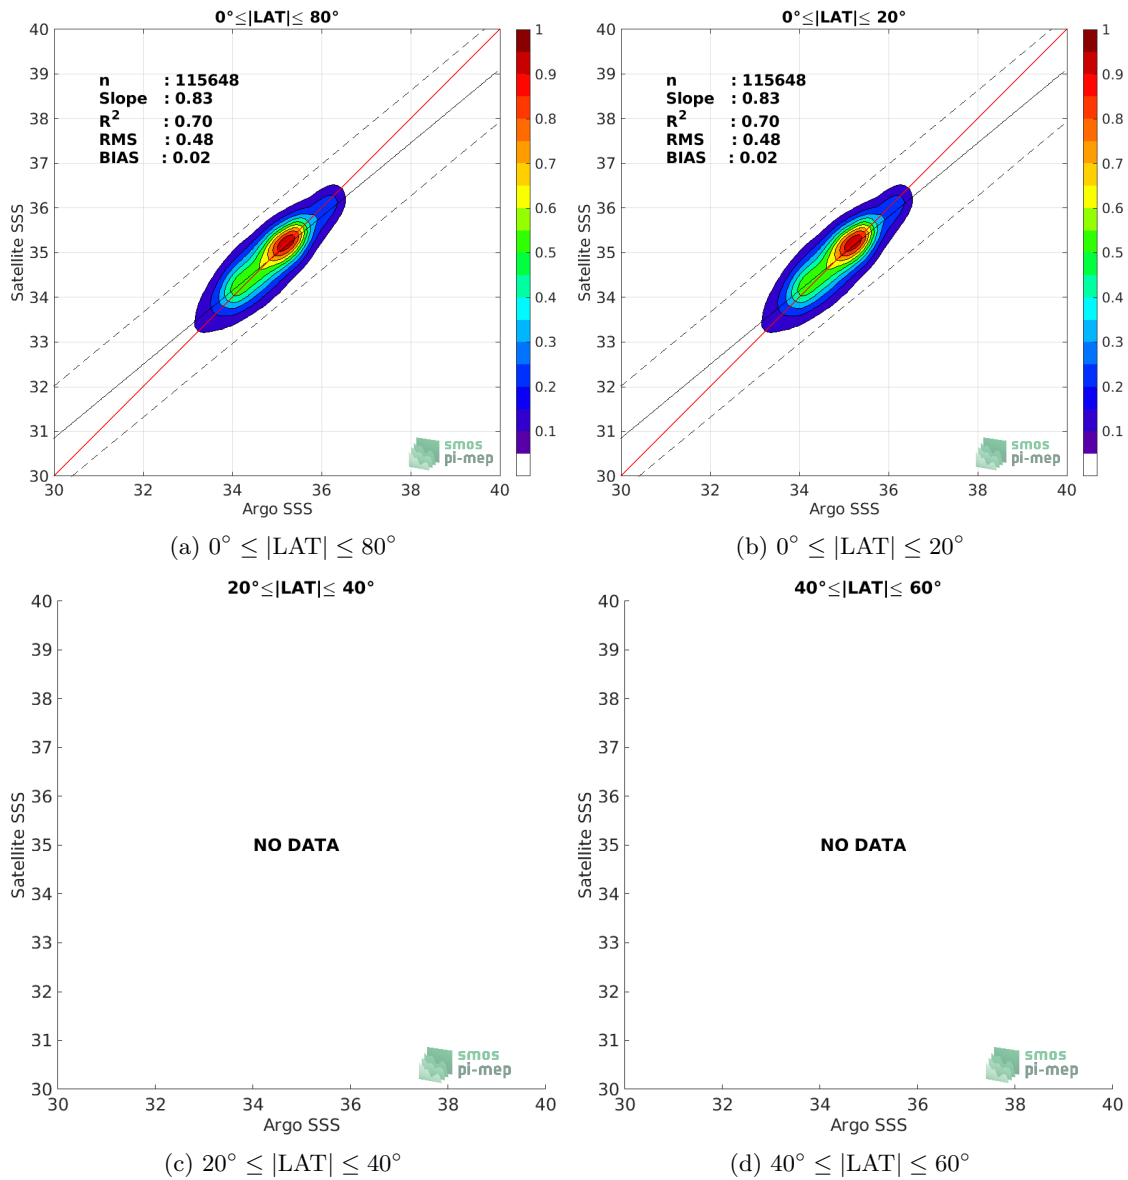 0°≤|LAT|≤ 80°
40
39
38
37
36
35
34
33
32
31
30
30
32
34
36
38
40
Satellite SSS
Argo SSS
n : 115648
Slope : 0.83
R2 : 0.70
RMS : 0.48
BIAS : 0.02
1
0.9
0.8
0.7
0.6
0.5
0.4
0.3
0.2
0.1
smos
pi-mep
(a) 0° ≤ |LAT| ≤ 80°
0°≤|LAT|≤ 20°
40
39
38
37
36
35
34
33
32
31
30
30
32
34
36
38
40
Satellite SSS
Argo SSS
n : 115648
Slope : 0.83
R2 : 0.70
RMS : 0.48
BIAS : 0.02
1
0.9
0.8
0.7
0.6
0.5
0.4
0.3
0.2
0.1
smos
pi-mep
(b) 0° ≤ |LAT| ≤ 20°
20°≤|LAT|≤ 40°
40
39
38
37
36
35
34
33
32
31
30
30
32
34
36
38
40
Satellite SSS
Argo SSS
NO DATA
smos
pi-mep
(c) 20° ≤ |LAT| ≤ 40°
40°≤|LAT|≤ 60°
40
39
38
37
36
35
34
33
32
31
30
30
32
34
36
38
40
Satellite SSS
Argo SSS
NO DATA
smos
pi-mep
(d) 40° ≤ |LAT| ≤ 60°